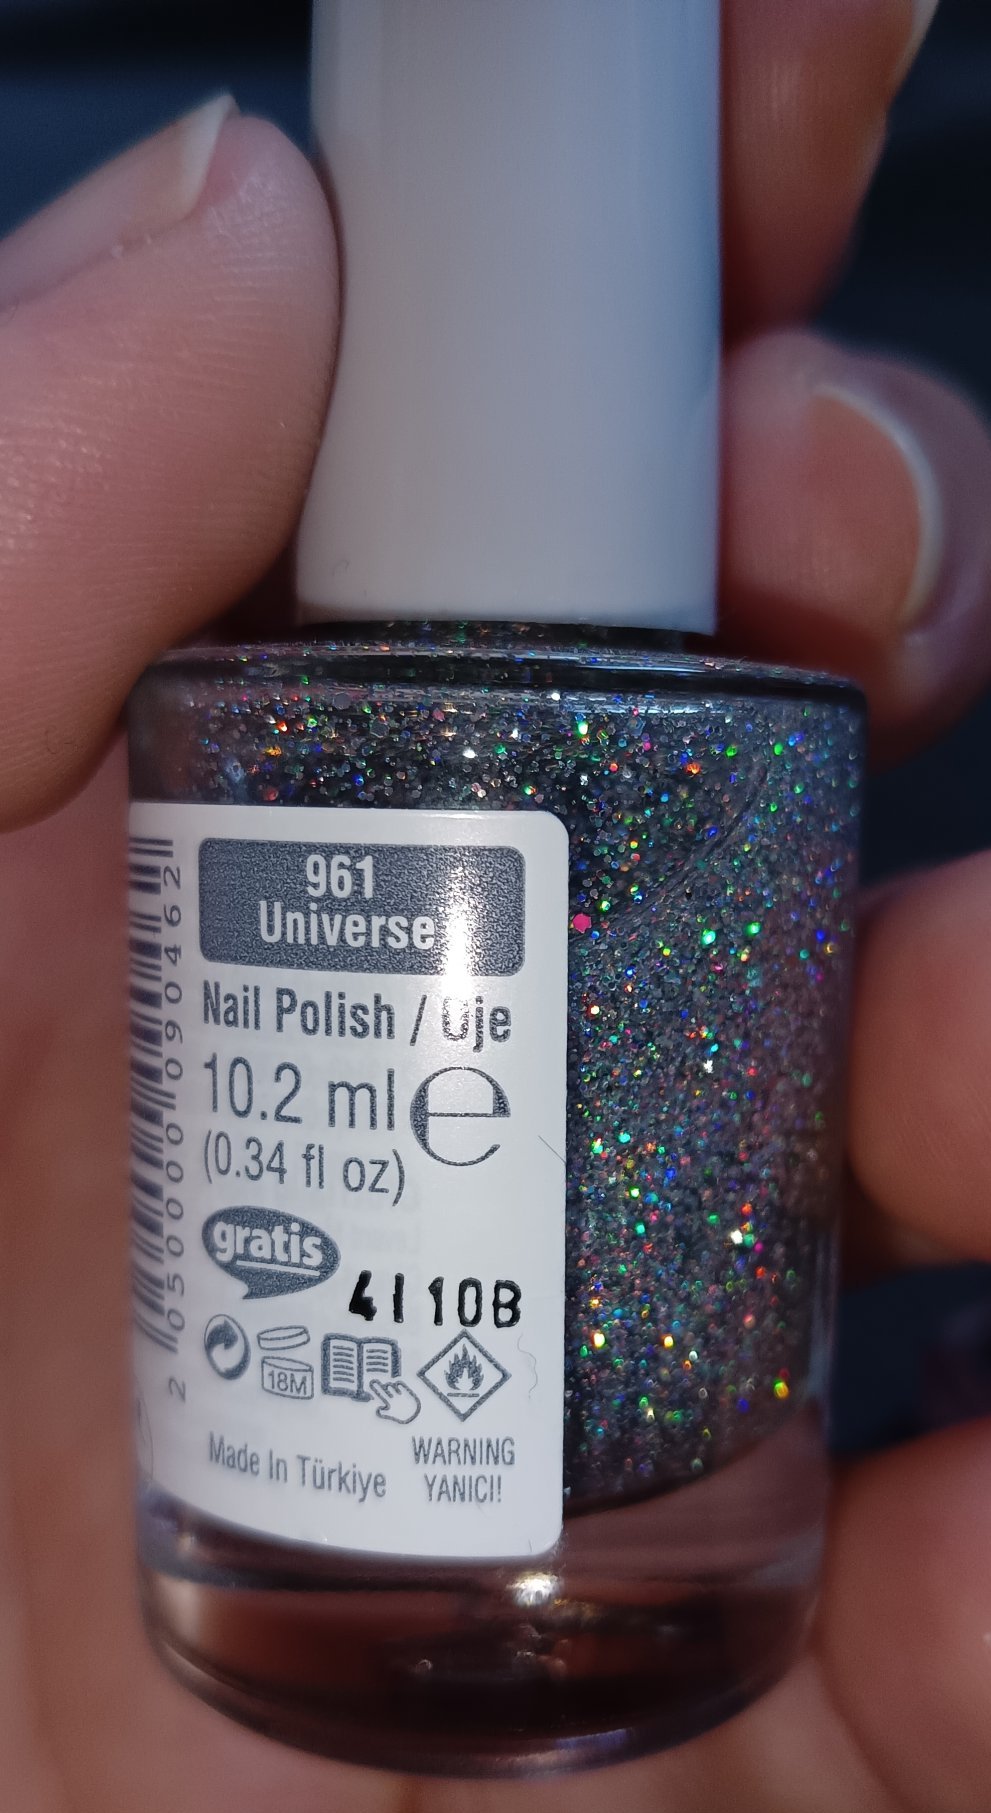 961
Universe
Nail Polish / Oje
10.2 ml e
(0.34 fl oz)
gratis
4I10B
18M
Made In Türkiye
WARNING
YANICI!
2050000090462